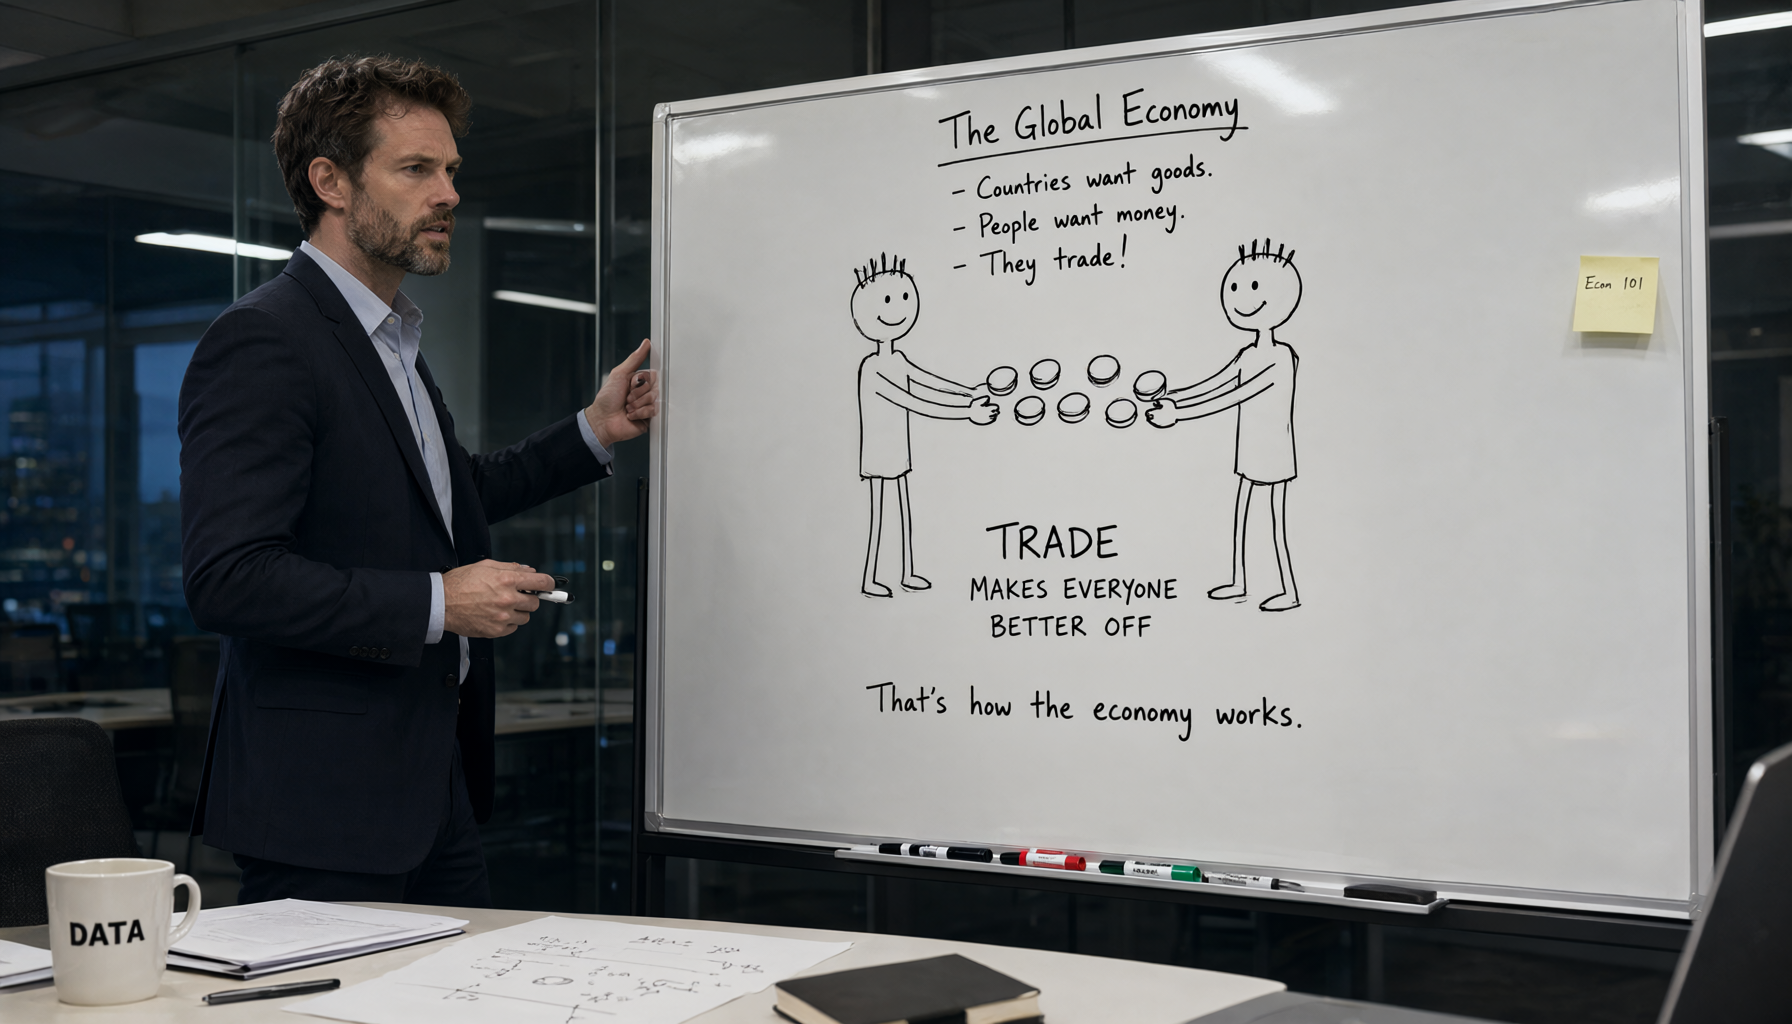 The Global Economy
- Countries want goods.
- People want money.
- They trade!
Econ 101
TRADE
MAKES EVERYONE
BETTER OFF
That's how the economy works.
DATA